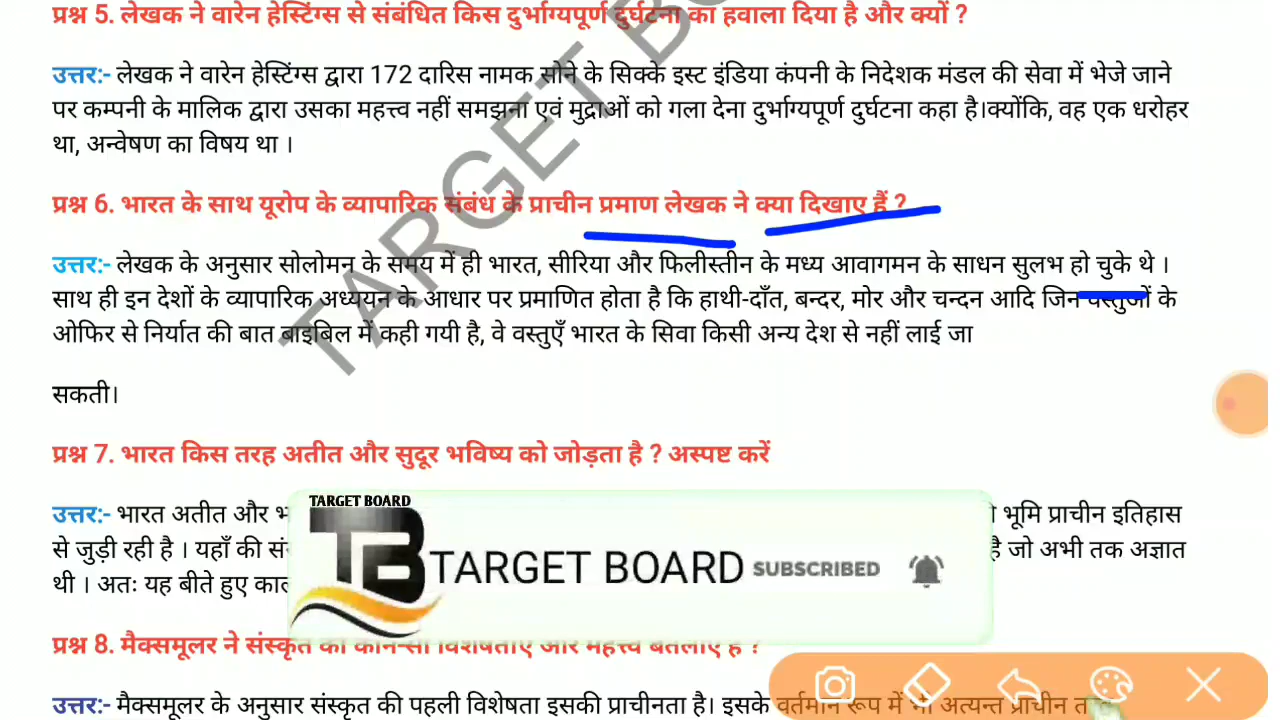 प्रश्न 5. लेखक ने वारेन हेस्टिंग्स से संबंधित किस दुर्भाग्यपूर्ण दुर्घटना का हवाला दिया है और क्यों ?
उत्तर:- लेखक ने वारेन हेस्टिंग्स द्वारा 172 दारिस नामक सोने के सिक्के इस्ट इंडिया कंपनी के निदेशक मंडल की सेवा में भेजे जाने
पर कम्पनी के मालिक द्वारा उसका महत्त्व नहीं समझना एवं मुद्राओं को गला देना दुर्भाग्यपूर्ण दुर्घटना कहा है।क्योंकि, वह एक धरोहर
था, अन्वेषण का विषय था ।
प्रश्न 6. भारत के साथ यूरोप के व्यापारिक संबंध के प्राचीन प्रमाण लेखक ने क्या दिखाए हैं ?
उत्तर:- लेखक के अनुसार सोलोमन के समय में ही भारत, सीरिया और फिलीस्तीन के मध्य आवागमन के साधन सुलभ हो चुके थे ।
साथ ही इन देशों के व्यापारिक अध्ययन के आधार पर प्रमाणित होता है कि हाथी-दाँत, बन्दर, मोर और चन्दन आदि जिन वस्तुओं के
ओफिर से निर्यात की बात बाइबिल में कही गयी है, वे वस्तुएँ भारत के सिवा किसी अन्य देश से नहीं लाई जा
सकती।
प्रश्न 7. भारत किस तरह अतीत और सुदूर भविष्य को जोड़ता है ? अस्पष्ट करें
उत्तर:- भारत अतीत और भूमि प्राचीन इतिहास
से जुड़ी रही है । यहाँ की है जो अभी तक अज्ञात
थी । अतः यह बीते हुए
TARGET BOARD
TB
TARGET BOARD SUBSCRIBED
प्रश्न 8. मैक्समूलर ने संस्कृत की कौन-सी विशेषताएँ और महत्त्व बतलाए हैं ?
उत्तर:- मैक्समूलर के अनुसार संस्कृत की पहली विशेषता इसकी प्राचीनता है। इसके वर्तमान रूप में भी अत्यन्त प्राचीन